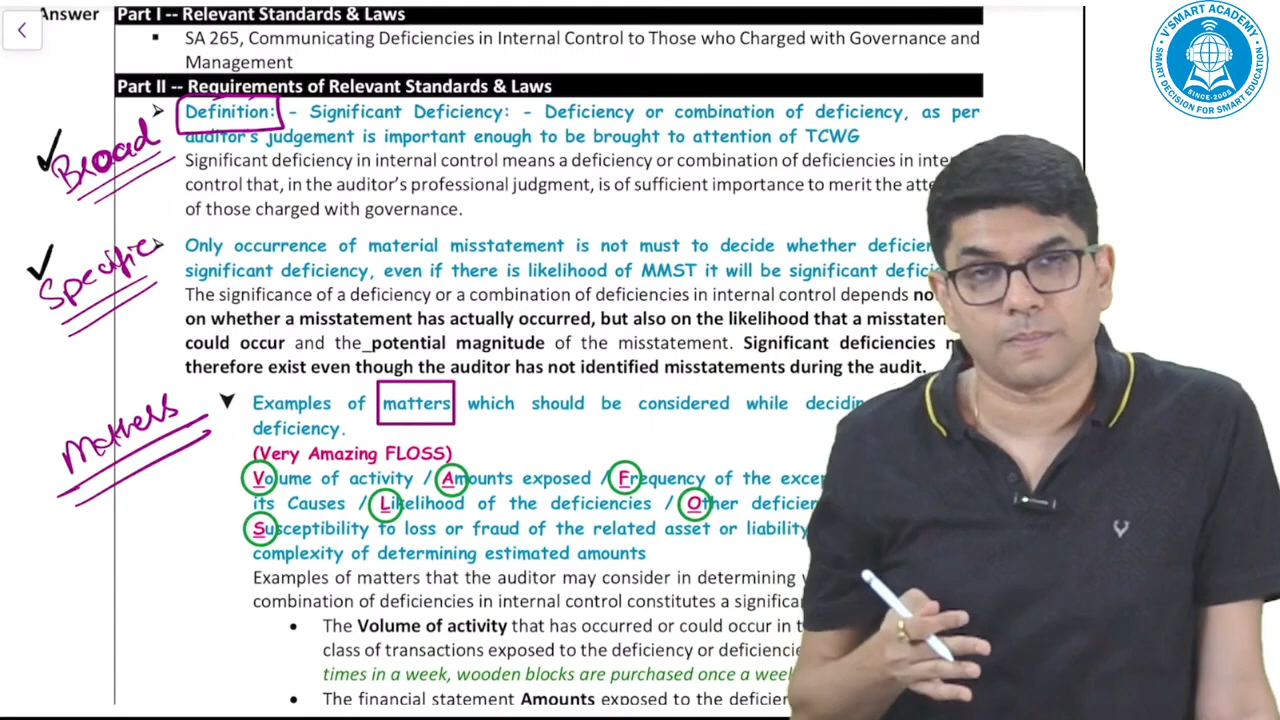 Answer
Part I -- Relevant Standards & Laws
SA 265, Communicating Deficiencies in Internal Control to Those who Charged with Governance and
Management
Part II -- Requirements of Relevant Standards & Laws
Definition: - Significant Deficiency: - Deficiency or combination of deficiency, as per
auditor's judgement is important enough to be brought to attention of TCWG
Broad
Significant deficiency in internal control means a deficiency or combination of deficiencies in
control that, in the auditor's professional judgment, is of sufficient importance to merit the
of those charged with governance.
Specific
Only occurrence of material misstatement is not must to decide whether
significant deficiency, even if there is likelihood of MMST it will be significant
The significance of a deficiency or a combination of deficiencies in internal control depends
on whether a misstatement has actually occurred, but also on the likelihood that a
could occur and the potential magnitude of the misstatement. Significant deficiencies
therefore exist even though the auditor has not identified misstatements during the audit.
Matters
Examples of matters which should be considered while
deficiency.
(Very Amazing FLOSS)
Volume of activity / Amounts exposed / Frequency of the
its Causes / Likelihood of the deficiencies / Other
Susceptibility to loss or fraud of the related asset or liability
complexity of determining estimated amounts
Examples of matters that the auditor may consider in determining
combination of deficiencies in internal control constitutes a
The Volume of activity that has occurred or could occur in
class of transactions exposed to the deficiency or
times in a week, wooden blocks are purchased once a
The financial statement Amounts exposed to the
V'SMART ACADEMY
SMART DECISION FOR SMART EDUCATION
SINCE-2005